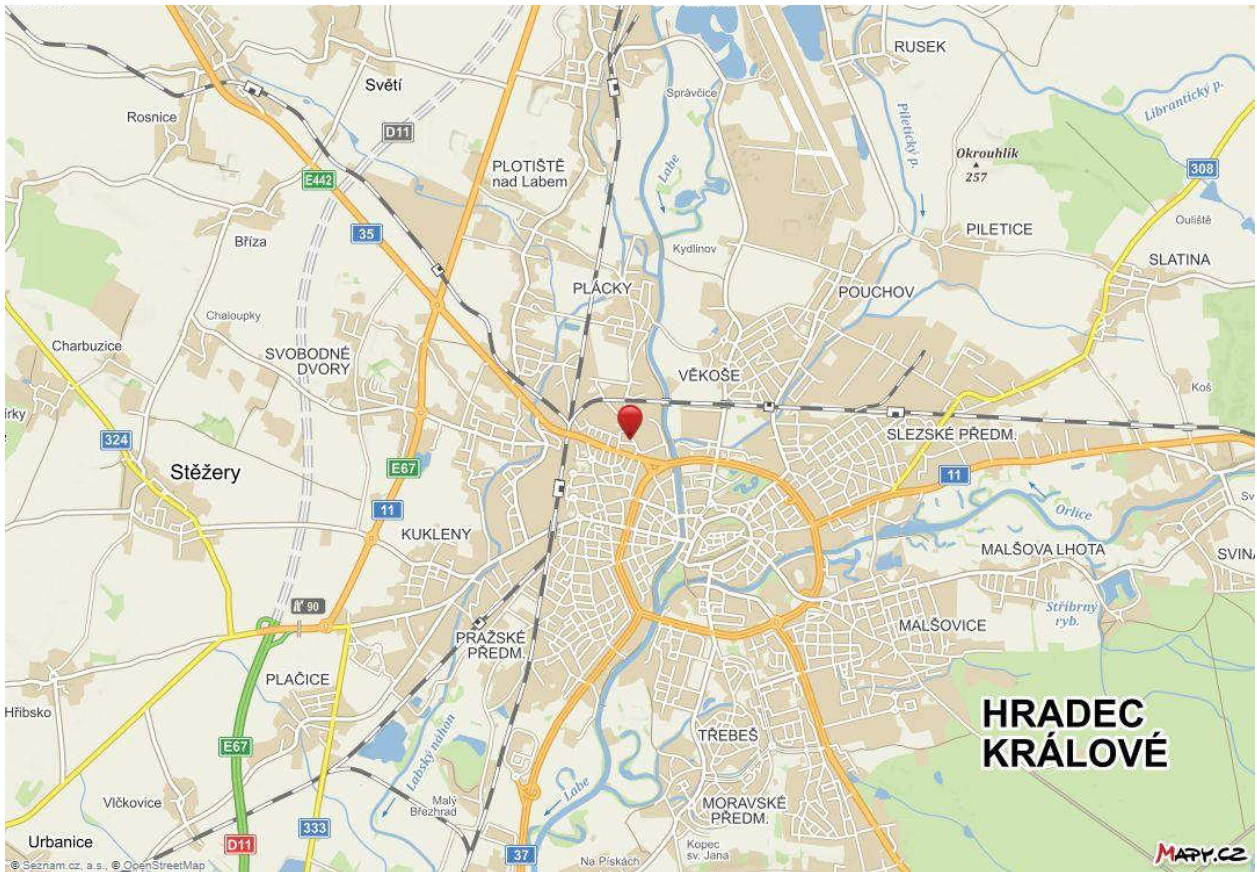 RUSEK
Světí
Správčice
Librantický p.
Rosnice
Piletický p.
D11
Labe
Okrouhlík
257
PLOTIŠTĚ
nad Labem
E442
308
Ouliště
35
Bříza
Kydlinov
PILETICE
SLATINA
PLÁCKY
POUCHOV
Chaloupky
Charbuzice
SVOBODNÉ
DVORY
VĚKOŠE
Koš
írky
324
SLEZSKÉ PŘEDM.
Stěžery
E67
11
11
Orlice
KUKLENY
MALŠOVA LHOTA
SVINA
90
Stříbrný
ryb.
PRAŽSKÉ
PŘEDM.
MALŠOVICE
PLAČICE
Hřibsko
HRADEC
KRÁLOVÉ
E67
Labský náhon
TŘEBEŠ
Labe
Vlčkovice
Malý
Březhrad
MORAVSKÉ
PŘEDM.
Urbanice
D11
333
37
Na Pískách
Kopec
sv. Jana
© Seznam.cz, a.s., © OpenStreetMap
MAPY.CZ